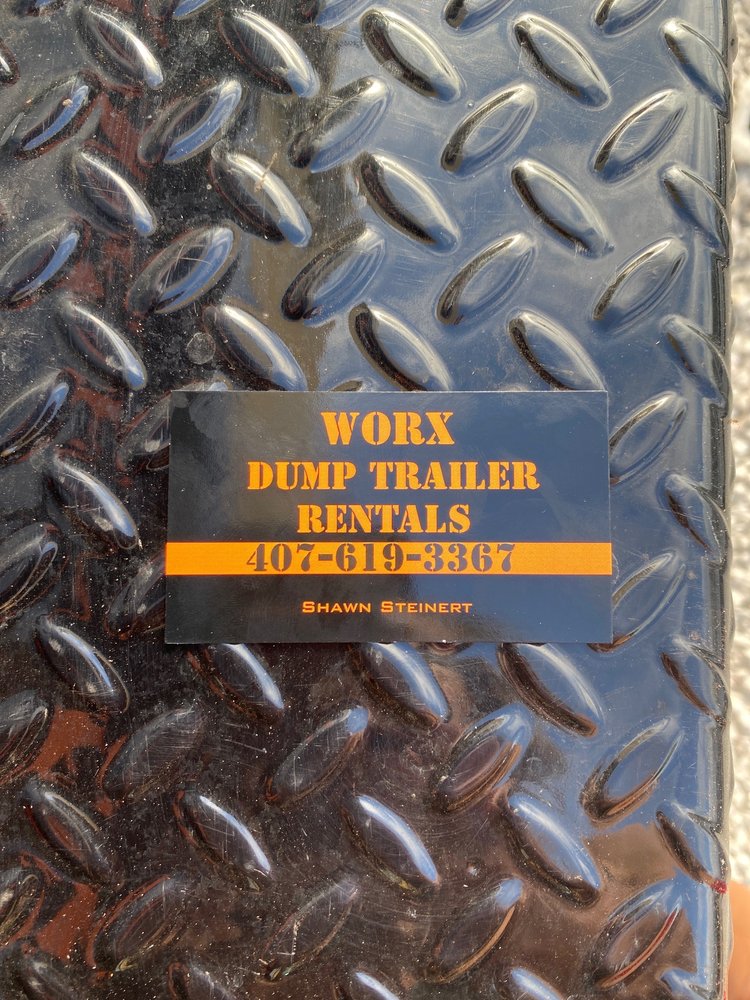 WORX
DUMP TRAILER
RENTALS
407-619-3367
SHAWN STEINERT